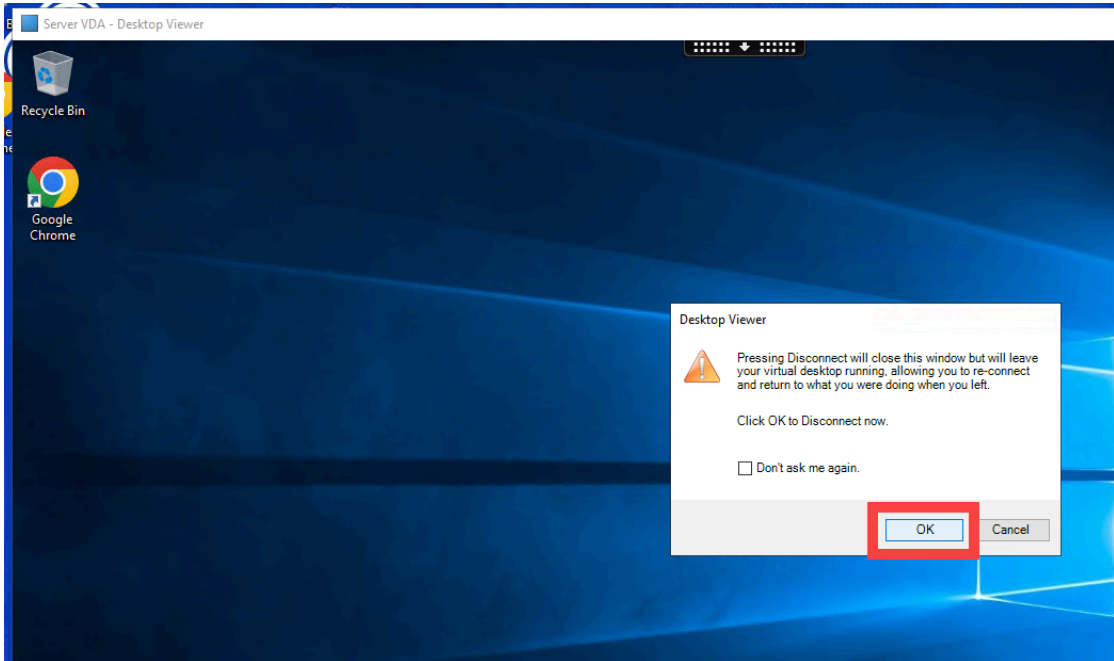 Server VDA - Desktop Viewer
Recycle Bin
Google
Chrome
Desktop Viewer
Pressing Disconnect will close this window but will leave
your virtual desktop running, allowing you to re-connect
and return to what you were doing when you left.
Click OK to Disconnect now.
Don't ask me again.
OK
Cancel